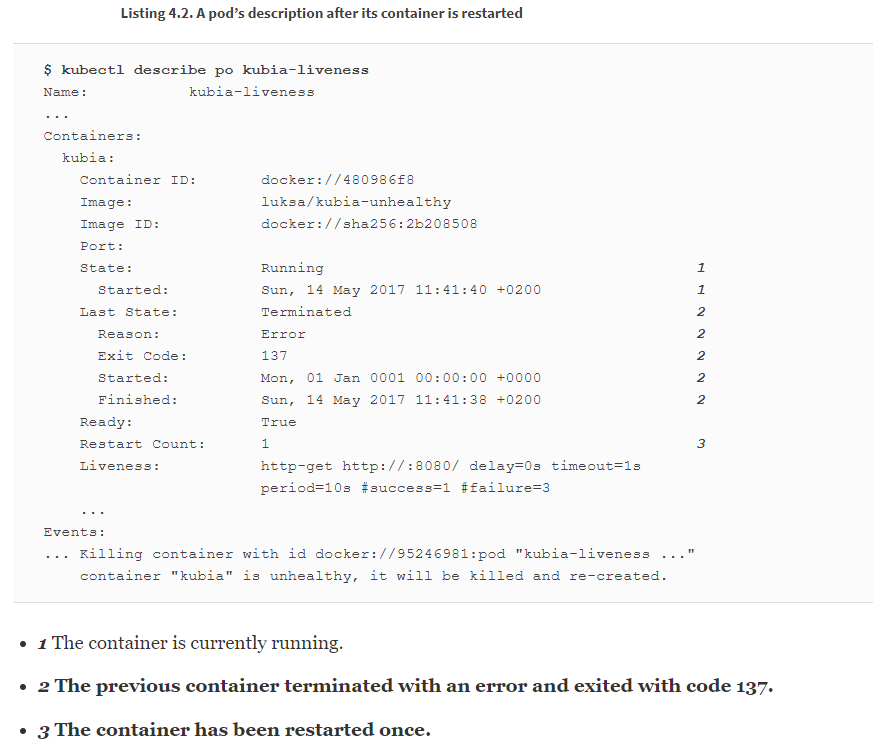 Listing 4.2. A pod's description after its container is restarted
$ kubectl describe po kubia-liveness
Name: kubia-liveness
...
Containers:
kubia:
Container ID: docker://480986f8
Image: luksa/kubia-unhealthy
Image ID: docker://sha256:2b208508
Port:
State: Running 1
Started: Sun, 14 May 2017 11:41:40 +0200 1
Last State: Terminated 2
Reason: Error 2
Exit Code: 137 2
Started: Mon, 01 Jan 0001 00:00:00 +0000 2
Finished: Sun, 14 May 2017 11:41:38 +0200 2
Ready: True
Restart Count: 1 3
Liveness: http-get http://:8080/ delay=0s timeout=1s
period=10s #success=1 #failure=3
...
Events:
... Killing container with id docker://95246981:pod "kubia-liveness ..."
container "kubia" is unhealthy, it will be killed and re-created.
• 1 The container is currently running.
• 2 The previous container terminated with an error and exited with code 137.
• 3 The container has been restarted once.